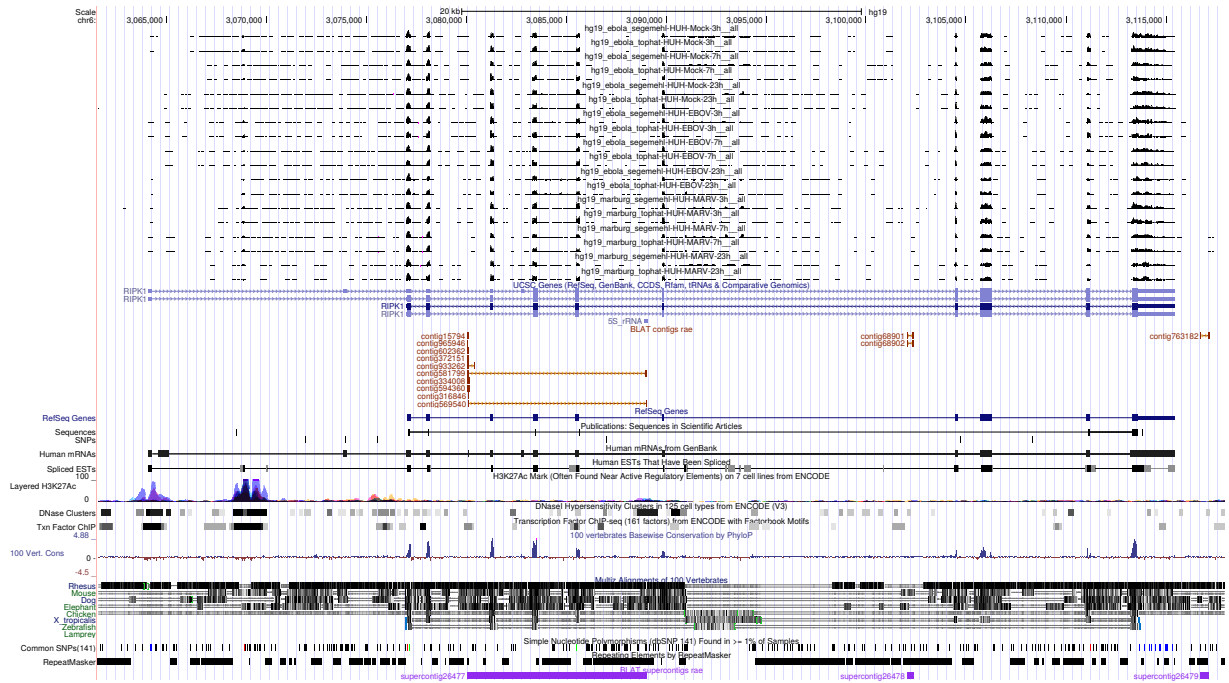 Scale 20 kb hg19
chr6: 3,065,000 3,070,000 3,075,000 3,080,000 3,085,000 3,090,000 3,095,000 3,100,000 3,105,000 3,110,000 3,115,000
hg19_ebola_segemehl-HUH-Mock-3h__all
hg19_ebola_tophat-HUH-Mock-3h__all
hg19_ebola_segemehl-HUH-Mock-7h__all
hg19_ebola_tophat-HUH-Mock-7h__all
hg19_ebola_segemehl-HUH-Mock-23h__all
hg19_ebola_tophat-HUH-Mock-23h__all
hg19_ebola_segemehl-HUH-EBOV-3h__all
hg19_ebola_tophat-HUH-EBOV-3h__all
hg19_ebola_segemehl-HUH-EBOV-7h__all
hg19_ebola_tophat-HUH-EBOV-7h__all
hg19_ebola_segemehl-HUH-EBOV-23h__all
hg19_ebola_tophat-HUH-EBOV-23h__all
hg19_marburg_segemehl-HUH-MARV-3h__all
hg19_marburg_tophat-HUH-MARV-3h__all
hg19_marburg_segemehl-HUH-MARV-7h__all
hg19_marburg_tophat-HUH-MARV-7h__all
hg19_marburg_segemehl-HUH-MARV-23h__all
hg19_marburg_tophat-HUH-MARV-23h__all
UCSC Genes (RefSeq, GenBank, CCDS, Rfam, tRNAs & Comparative Genomics)
RIPK1
RIPK1
RIPK1
RIPK1
5S_rRNA
BLAT contigs rae
contig15794 contig68901 contig763182
contig965946 contig68902
contig602362
contig372151
contig933262
contig581799
contig334008
contig594360
contig316846
contig569540
RefSeq Genes
RefSeq Genes
Publications: Sequences in Scientific Articles
Sequences
SNPs
Human mRNAs from GenBank
Human mRNAs
Human ESTs That Have Been Spliced
Spliced ESTs
H3K27Ac Mark (Often Found Near Active Regulatory Elements) on 7 cell lines from ENCODE
100
Layered H3K27Ac
0
DNaseI Hypersensitivity Clusters in 125 cell types from ENCODE (V3)
DNase Clusters
Transcription Factor ChIP-seq (161 factors) from ENCODE with Factorbook Motifs
Txn Factor ChIP
100 vertebrates Basewise Conservation by PhyloP
4.88
100 Vert. Cons
0
-4.5
Multiz Alignments of 100 Vertebrates
Rhesus
Mouse
Dog
Elephant
Chicken
X_tropicalis
Zebrafish
Lamprey
Simple Nucleotide Polymorphisms (dbSNP 141) Found in >= 1% of Samples
Common SNPs(141)
Repeating Elements by RepeatMasker
RepeatMasker
BLAT supercontigs rae
supercontig26477 supercontig26478 supercontig26479